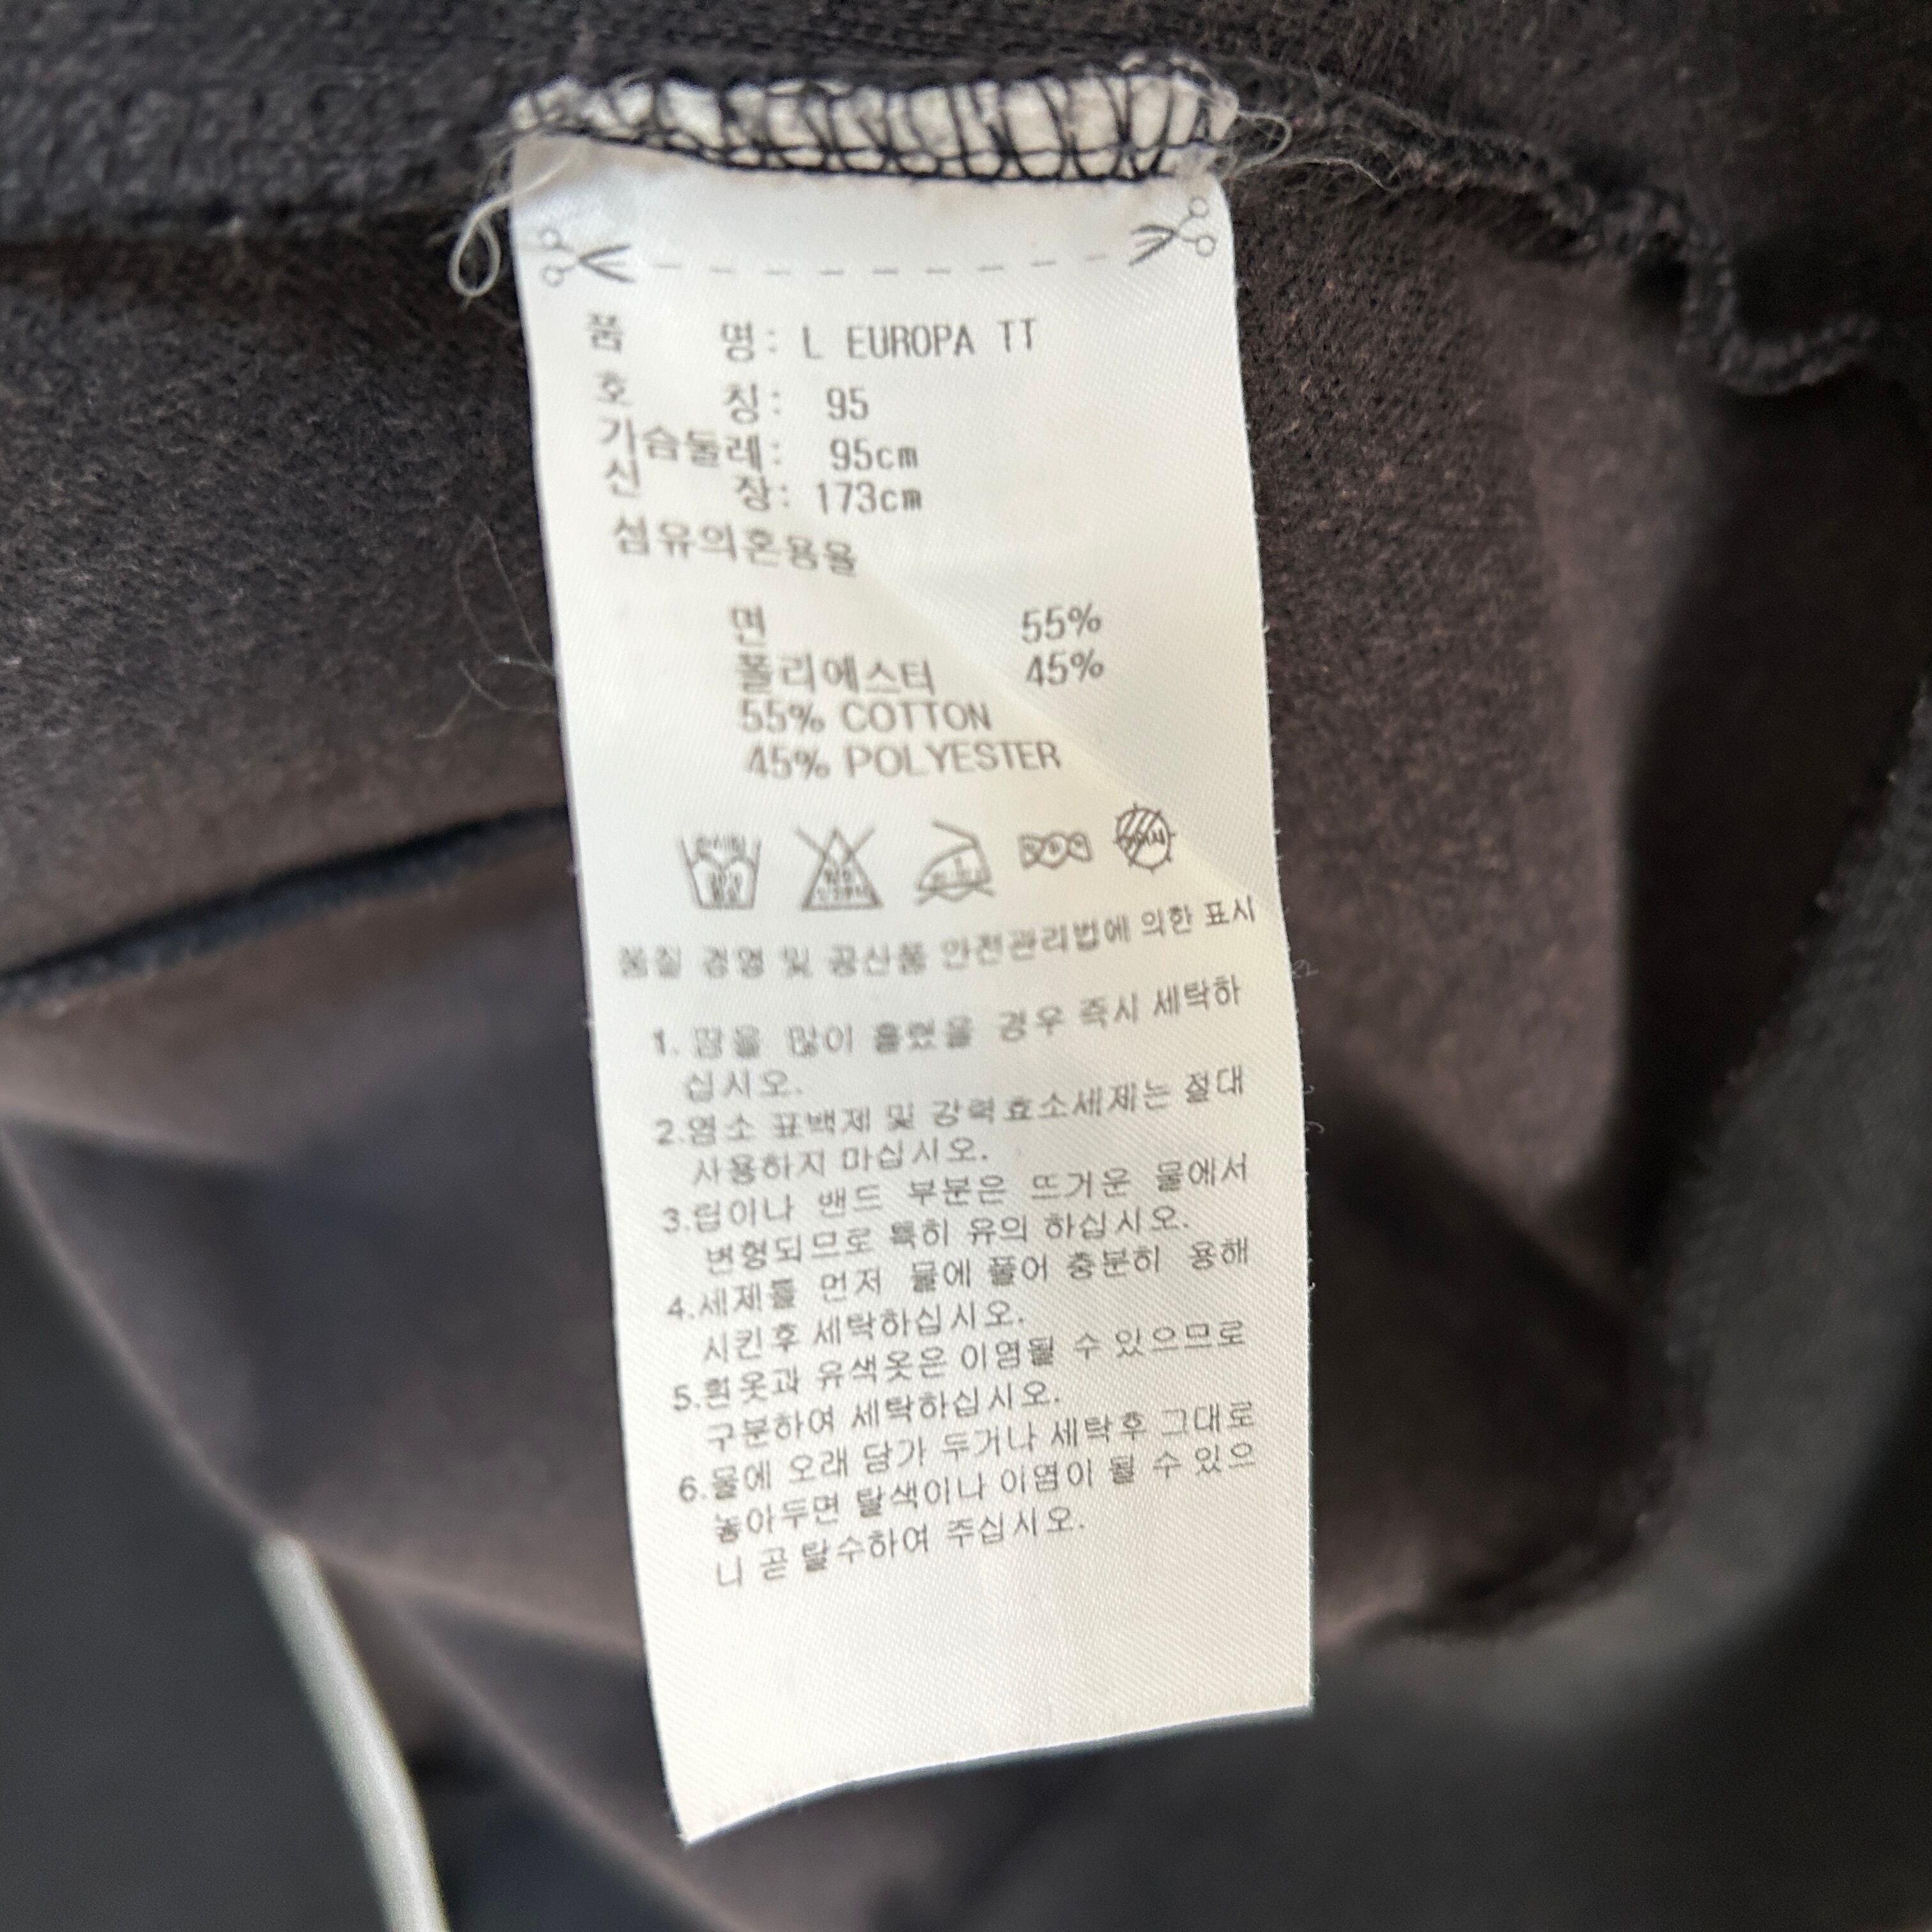 품 명: L EUROPA TT
호 칭: 95
가슴둘레: 95cm
신 장: 173cm
섬유의혼용율
면 55%
폴리에스터 45%
55% COTTON
45% POLYESTER
품질 경영 및 공산품 안전관리법에 의한 표시
1. 땀을 많이 흘렸을 경우 즉시 세탁하
십시오.
2.염소 표백제 및 강력효소세제는 절대
사용하지 마십시오.
3.립이나 밴드 부분은 뜨거운 물에서
변형되므로 특히 유의 하십시오.
4.세제를 먼저 물에 풀어 충분히 용해
시킨후 세탁하십시오.
5.흰옷과 유색옷은 이염될 수 있으므로
구분하여 세탁하십시오.
6.물에 오래 담가 두거나 세탁후 그대로
놓아두면 탈색이나 이염이 될 수 있으
니 곧 탈수하여 주십시오.